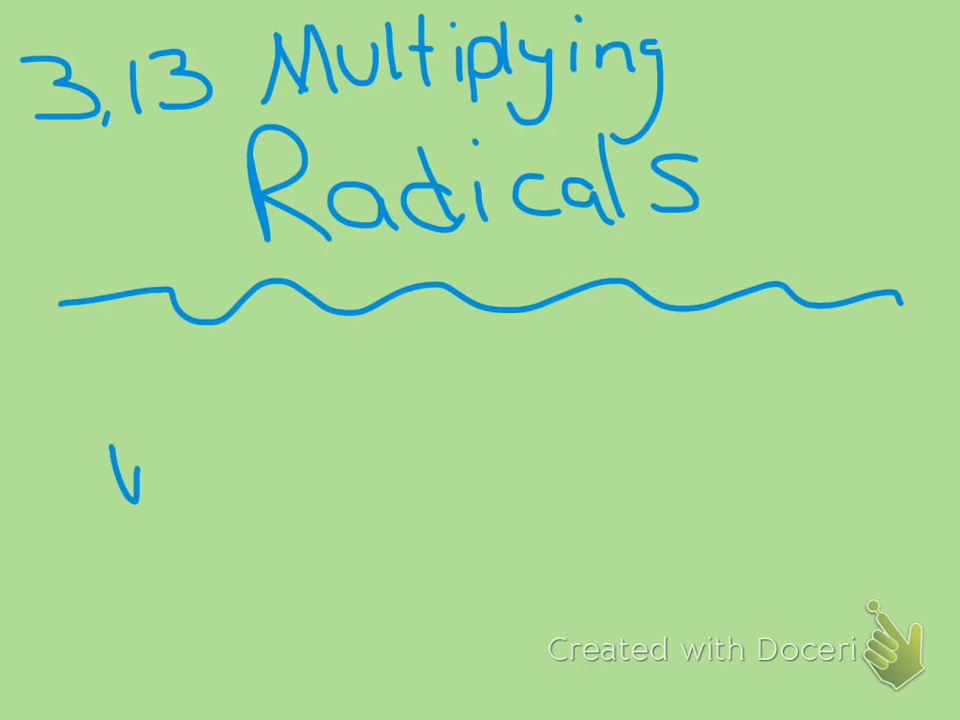 3.13 Multiplying
Radicals
Created with Doceri